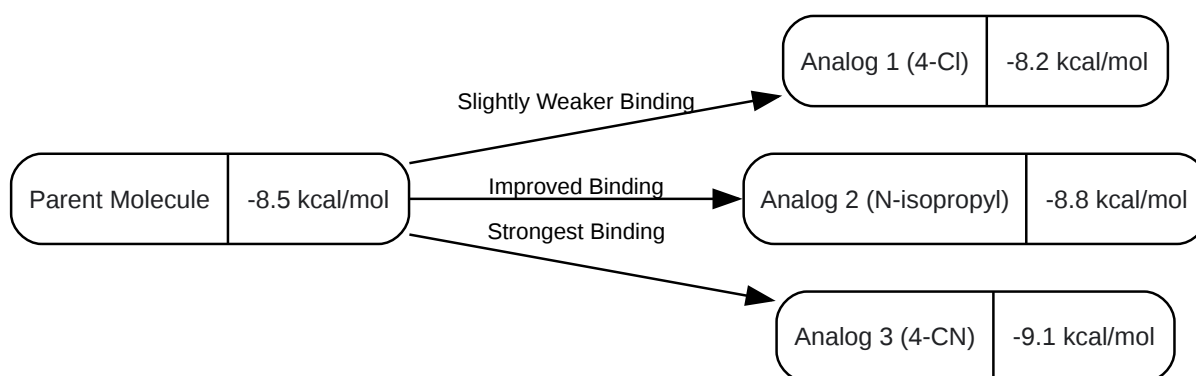 Analog 1 (4-Cl) -8.2 kcal/mol
Slightly Weaker Binding
Parent Molecule -8.5 kcal/mol
Improved Binding
Analog 2 (N-isopropyl) -8.8 kcal/mol
Strongest Binding
Analog 3 (4-CN) -9.1 kcal/mol